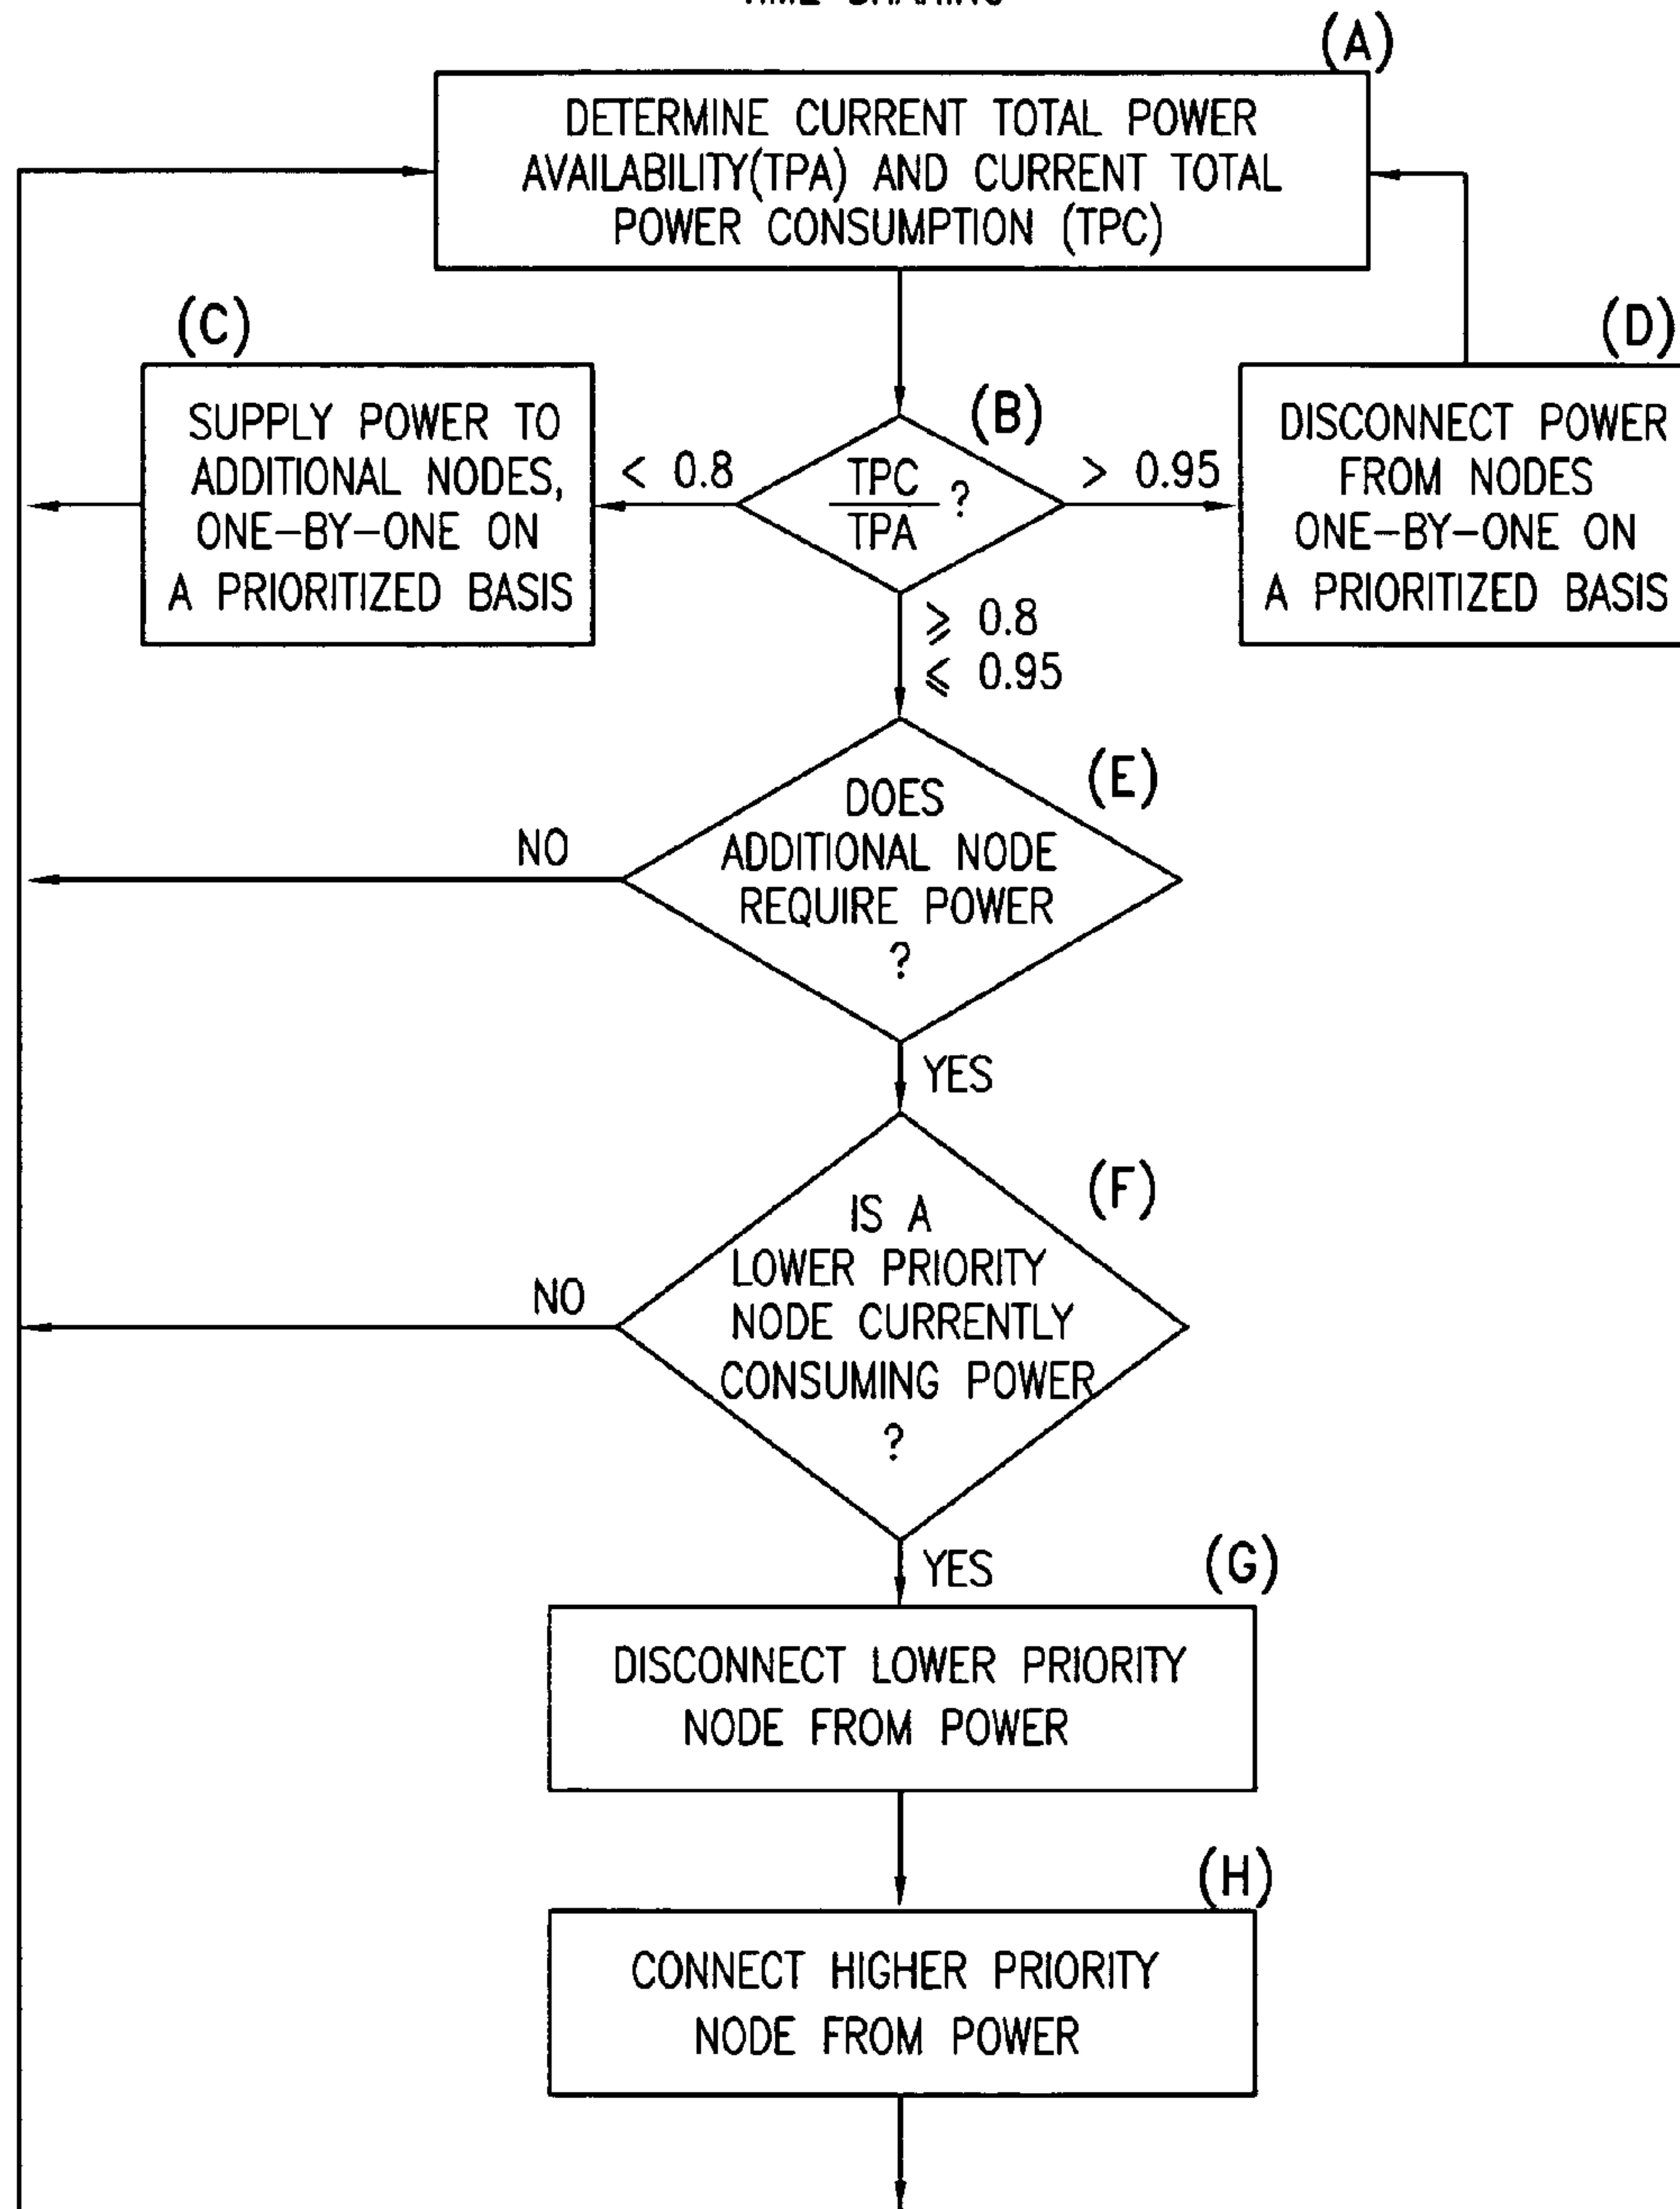 (A)
DETERMINE CURRENT TOTAL POWER
AVAILABILITY(TPA) AND CURRENT TOTAL
POWER CONSUMPTION (TPC)
(C)
SUPPLY POWER TO
ADDITIONAL NODES,
ONE-BY-ONE ON
A PRIORITIZED BASIS
< 0.8
(B)
TPC
TPA
?
> 0.95
(D)
DISCONNECT POWER
FROM NODES
ONE-BY-ONE ON
A PRIORITIZED BASIS
⩾ 0.8
⩽ 0.95
(E)
DOES
ADDITIONAL NODE
REQUIRE POWER
?
NO
YES
(F)
IS A
LOWER PRIORITY
NODE CURRENTLY
CONSUMING POWER
?
NO
YES
(G)
DISCONNECT LOWER PRIORITY
NODE FROM POWER
(H)
CONNECT HIGHER PRIORITY
NODE FROM POWER